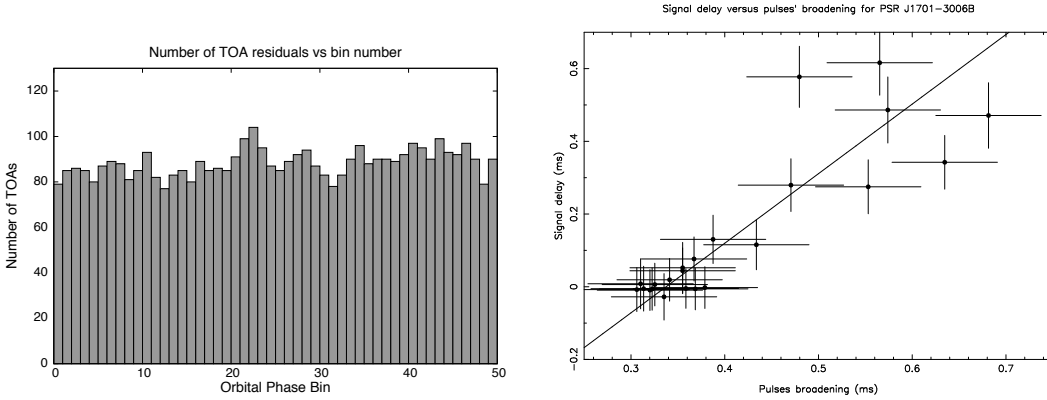 Number of TOA residuals vs bin number
Number of TOAs
120
100
80
60
40
20
0
0 10 20 30 40 50
Orbital Phase Bin
Signal delay versus pulses' broadening for PSR J1701−3006B
Signal delay (ms)
0.6
0.4
0.2
0
−0.2
0.3 0.4 0.5 0.6 0.7
Pulses broadening (ms)